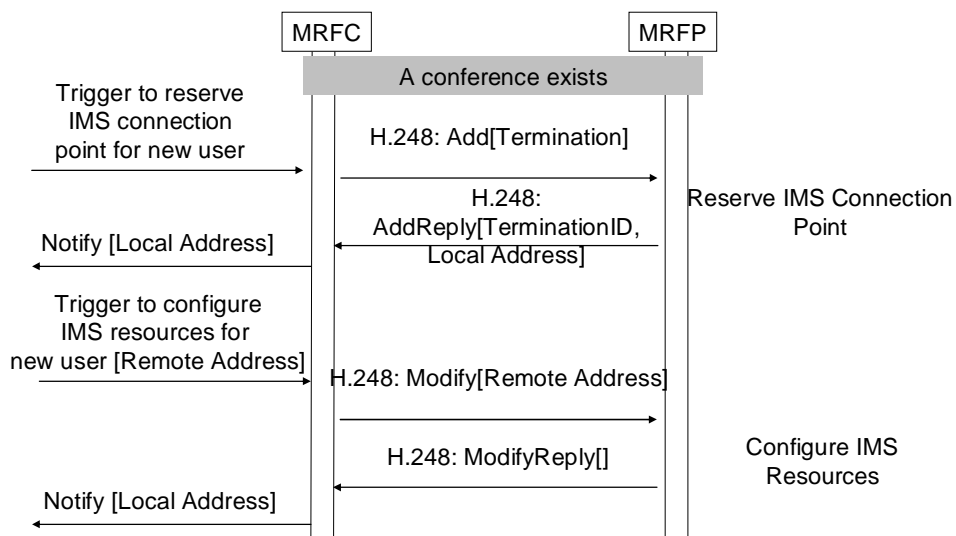 MRFC
MRFP
A conference exists
Trigger to reserve
IMS connection
point for new user
H.248: Add[Termination]
H.248:
AddReply[TerminationID,
Local Address]
Reserve IMS Connection
Point
Notify [Local Address]
Trigger to configure
IMS resources for
new user [Remote Address]
H.248: Modify[Remote Address]
H.248: ModifyReply[]
Configure IMS
Resources
Notify [Local Address]